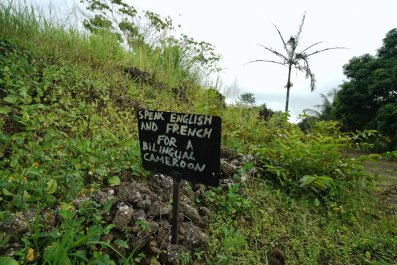 SPEAK ENGLISH
AND FRENCH
FOR A
BILINGUAL
CAMEROON